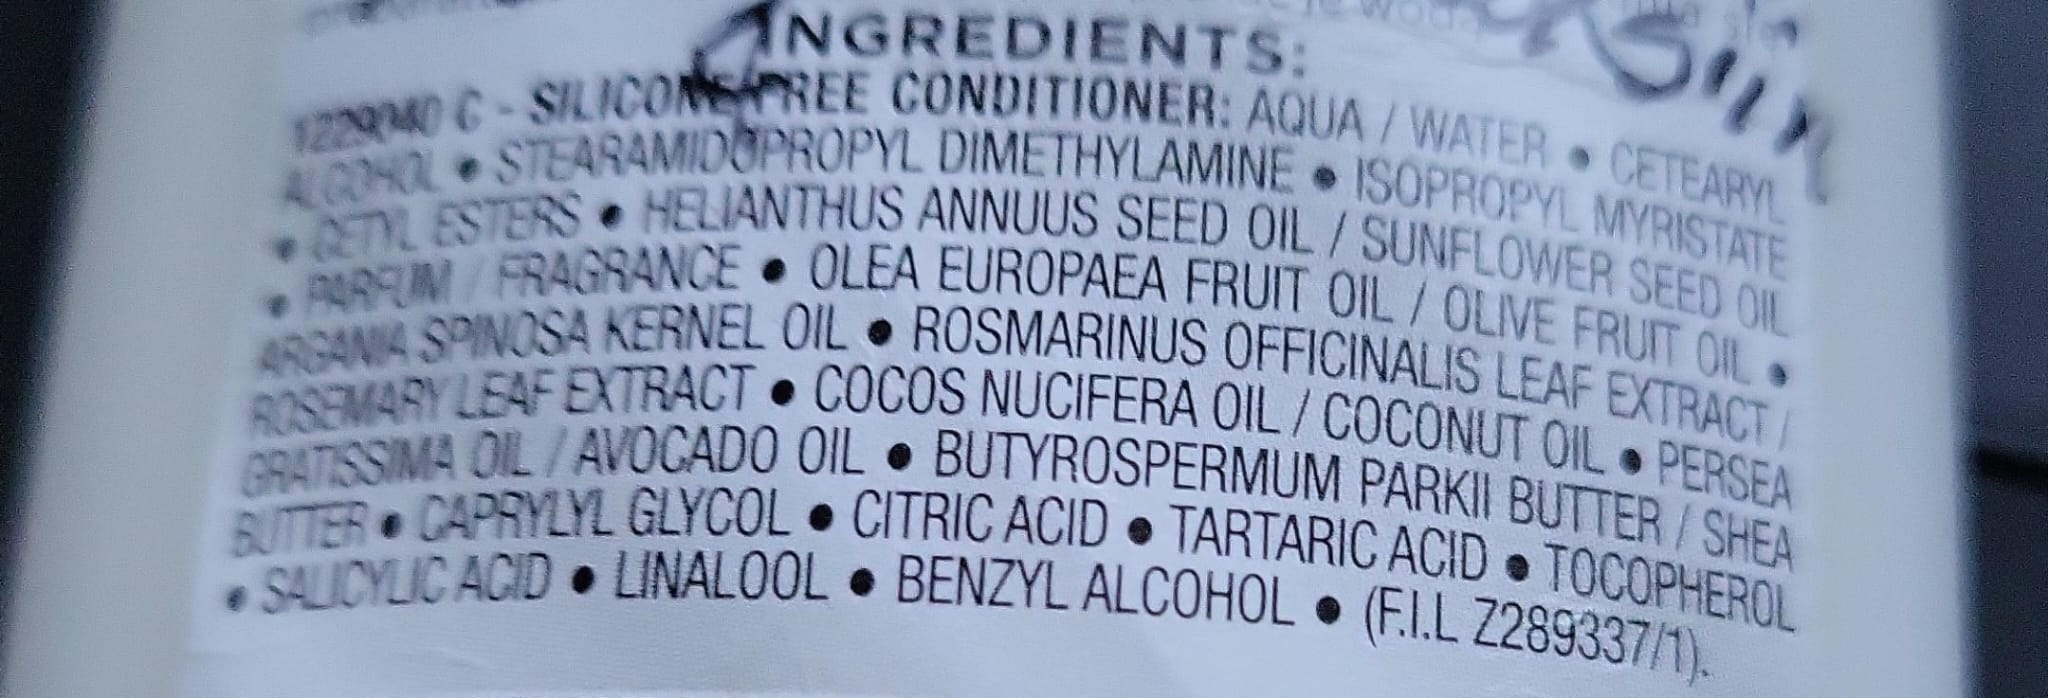 INGREDIENTS:
1229040 C - SILICONE FREE CONDITIONER: AQUA / WATER • CETEARYL
ALCOHOL • STEARAMIDOPROPYL DIMETHYLAMINE • ISOPROPYL MYRISTATE
• CETYL ESTERS • HELIANTHUS ANNUUS SEED OIL / SUNFLOWER SEED OIL
• PARFUM / FRAGRANCE • OLEA EUROPAEA FRUIT OIL / OLIVE FRUIT OIL •
ARGANIA SPINOSA KERNEL OIL • ROSMARINUS OFFICINALIS LEAF EXTRACT /
ROSEMARY LEAF EXTRACT • COCOS NUCIFERA OIL / COCONUT OIL • PERSEA
GRATISSIMA OIL / AVOCADO OIL • BUTYROSPERMUM PARKII BUTTER / SHEA
BUTTER • CAPRYLYL GLYCOL • CITRIC ACID • TARTARIC ACID • TOCOPHEROL
• SALICYLIC ACID • LINALOOL • BENZYL ALCOHOL • (F.I.L Z289337/1).